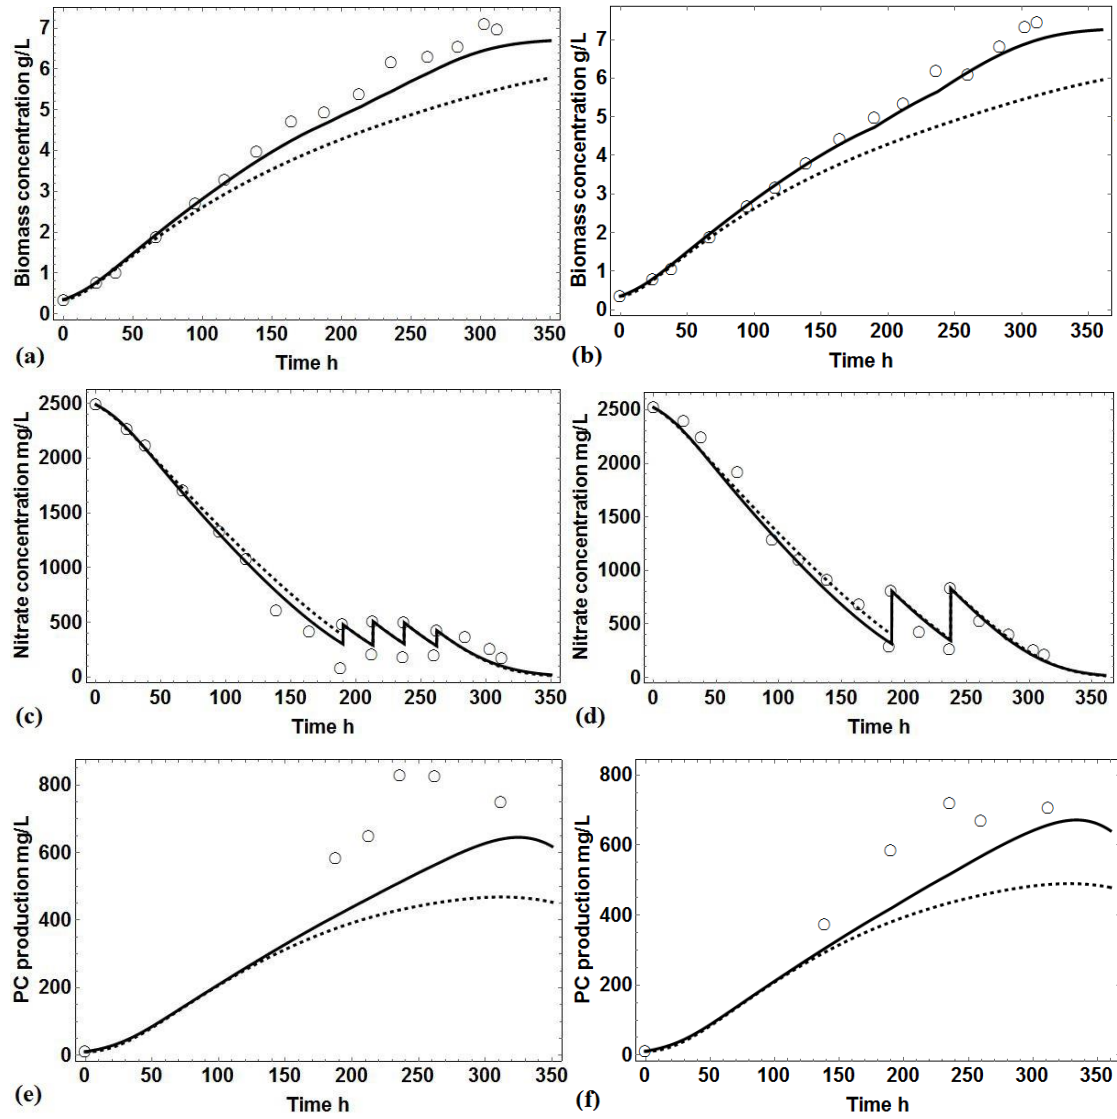 Biomass concentration g/L
7
6
5
4
3
2
1
0
0 50 100 150 200 250 300 350
(a)
Time h
Biomass concentration g/L
7
6
5
4
3
2
1
0
0 50 100 150 200 250 300 350
(b)
Time h
Nitrate concentration mg/L
2500
2000
1500
1000
500
0
0 50 100 150 200 250 300 350
(c)
Time h
Nitrate concentration mg/L
2500
2000
1500
1000
500
0
0 50 100 150 200 250 300 350
(d)
Time h
PC production mg/L
800
600
400
200
0
0 50 100 150 200 250 300 350
(e)
Time h
PC production mg/L
800
600
400
200
0
0 50 100 150 200 250 300 350
(f)
Time h